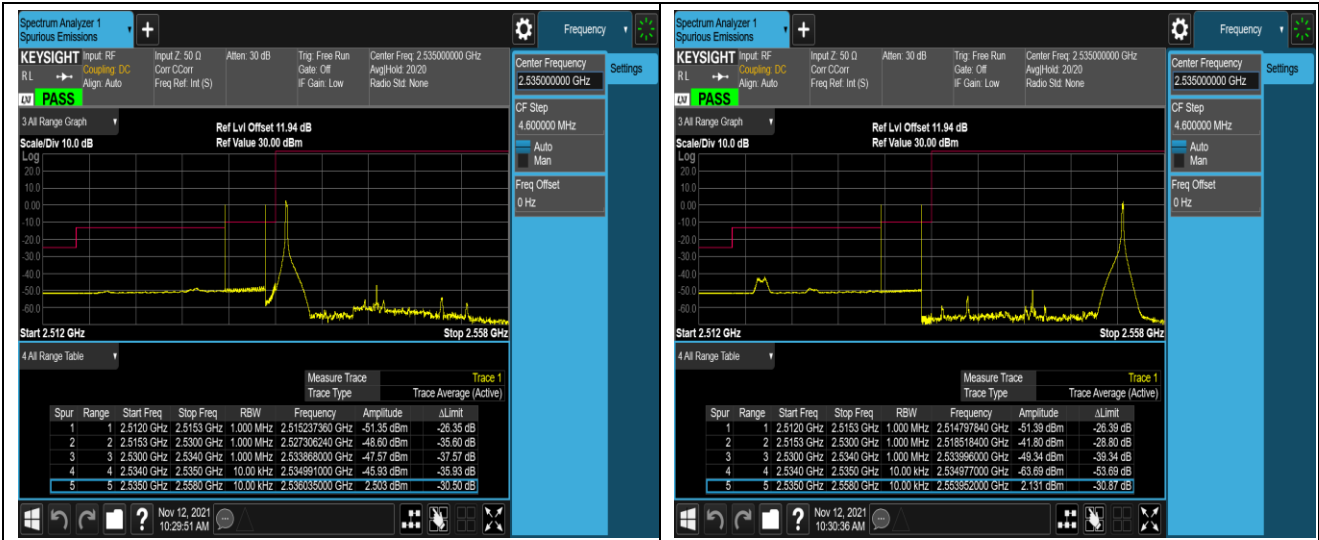 Spectrum Analyzer 1
Spurious Emissions
+
Frequency
KEYSIGHT Input: RF Input Z: 50 Ω Atten: 30 dB Trig: Free Run Center Freq: 2.535000000 GHz
RL Coupling: DC Corr CCorr Gate: Off Avg|Hold: 20/20
Align: Auto Freq Ref: Int (S) IF Gain: Low Radio Std: None
LXI PASS
Center Frequency
2.535000000 GHz
Settings
CF Step
4.600000 MHz
Auto
Man
Freq Offset
0 Hz
3 All Range Graph
Ref Lvl Offset 11.94 dB
Scale/Div 10.0 dB Ref Value 30.00 dBm
Log
20.0
10.0
0.00
-10.0
-20.0
-30.0
-40.0
-50.0
-60.0
Start 2.512 GHz Stop 2.558 GHz
4 All Range Table
Measure Trace Trace 1
Trace Type Trace Average (Active)
Spur Range Start Freq Stop Freq RBW Frequency Amplitude ΔLimit
1 1 2.5120 GHz 2.5153 GHz 1.000 MHz 2.515237360 GHz -51.35 dBm -26.35 dB
2 2 2.5153 GHz 2.5300 GHz 1.000 MHz 2.527306240 GHz -48.60 dBm -35.60 dB
3 3 2.5300 GHz 2.5340 GHz 1.000 MHz 2.533868000 GHz -47.57 dBm -37.57 dB
4 4 2.5340 GHz 2.5350 GHz 10.00 kHz 2.534991000 GHz -45.93 dBm -35.93 dB
5 5 2.5350 GHz 2.5580 GHz 10.00 kHz 2.536035000 GHz 2.503 dBm -30.50 dB
?
Nov 12, 2021
10:29:51 AM
Spectrum Analyzer 1
Spurious Emissions
+
Frequency
KEYSIGHT Input: RF Input Z: 50 Ω Atten: 30 dB Trig: Free Run Center Freq: 2.535000000 GHz
RL Coupling: DC Corr CCorr Gate: Off Avg|Hold: 20/20
Align: Auto Freq Ref: Int (S) IF Gain: Low Radio Std: None
LXI PASS
Center Frequency
2.535000000 GHz
Settings
CF Step
4.600000 MHz
Auto
Man
Freq Offset
0 Hz
3 All Range Graph
Ref Lvl Offset 11.94 dB
Scale/Div 10.0 dB Ref Value 30.00 dBm
Log
20.0
10.0
0.00
-10.0
-20.0
-30.0
-40.0
-50.0
-60.0
Start 2.512 GHz Stop 2.558 GHz
4 All Range Table
Measure Trace Trace 1
Trace Type Trace Average (Active)
Spur Range Start Freq Stop Freq RBW Frequency Amplitude ΔLimit
1 1 2.5120 GHz 2.5153 GHz 1.000 MHz 2.514797840 GHz -51.39 dBm -26.39 dB
2 2 2.5153 GHz 2.5300 GHz 1.000 MHz 2.518518400 GHz -41.80 dBm -28.80 dB
3 3 2.5300 GHz 2.5340 GHz 1.000 MHz 2.533996000 GHz -49.34 dBm -39.34 dB
4 4 2.5340 GHz 2.5350 GHz 10.00 kHz 2.534977000 GHz -63.69 dBm -53.69 dB
5 5 2.5350 GHz 2.5580 GHz 10.00 kHz 2.553952000 GHz 2.131 dBm -30.87 dB
?
Nov 12, 2021
10:30:36 AM